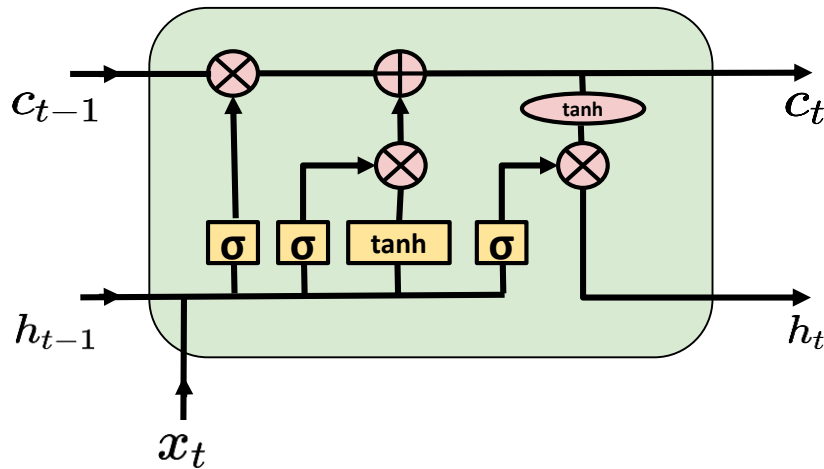 c_{t-1}
c_t
tanh
σ
σ
tanh
σ
h_{t-1}
h_t
x_t